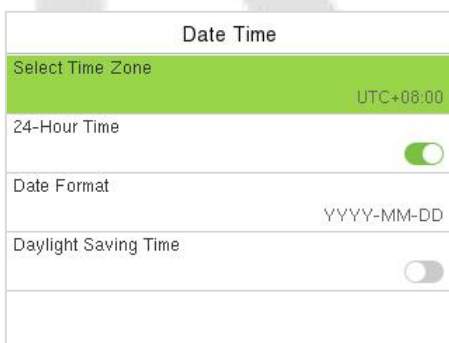 Date Time
Select Time Zone
UTC+08:00
24-Hour Time
Date Format
YYYY-MM-DD
Daylight Saving Time